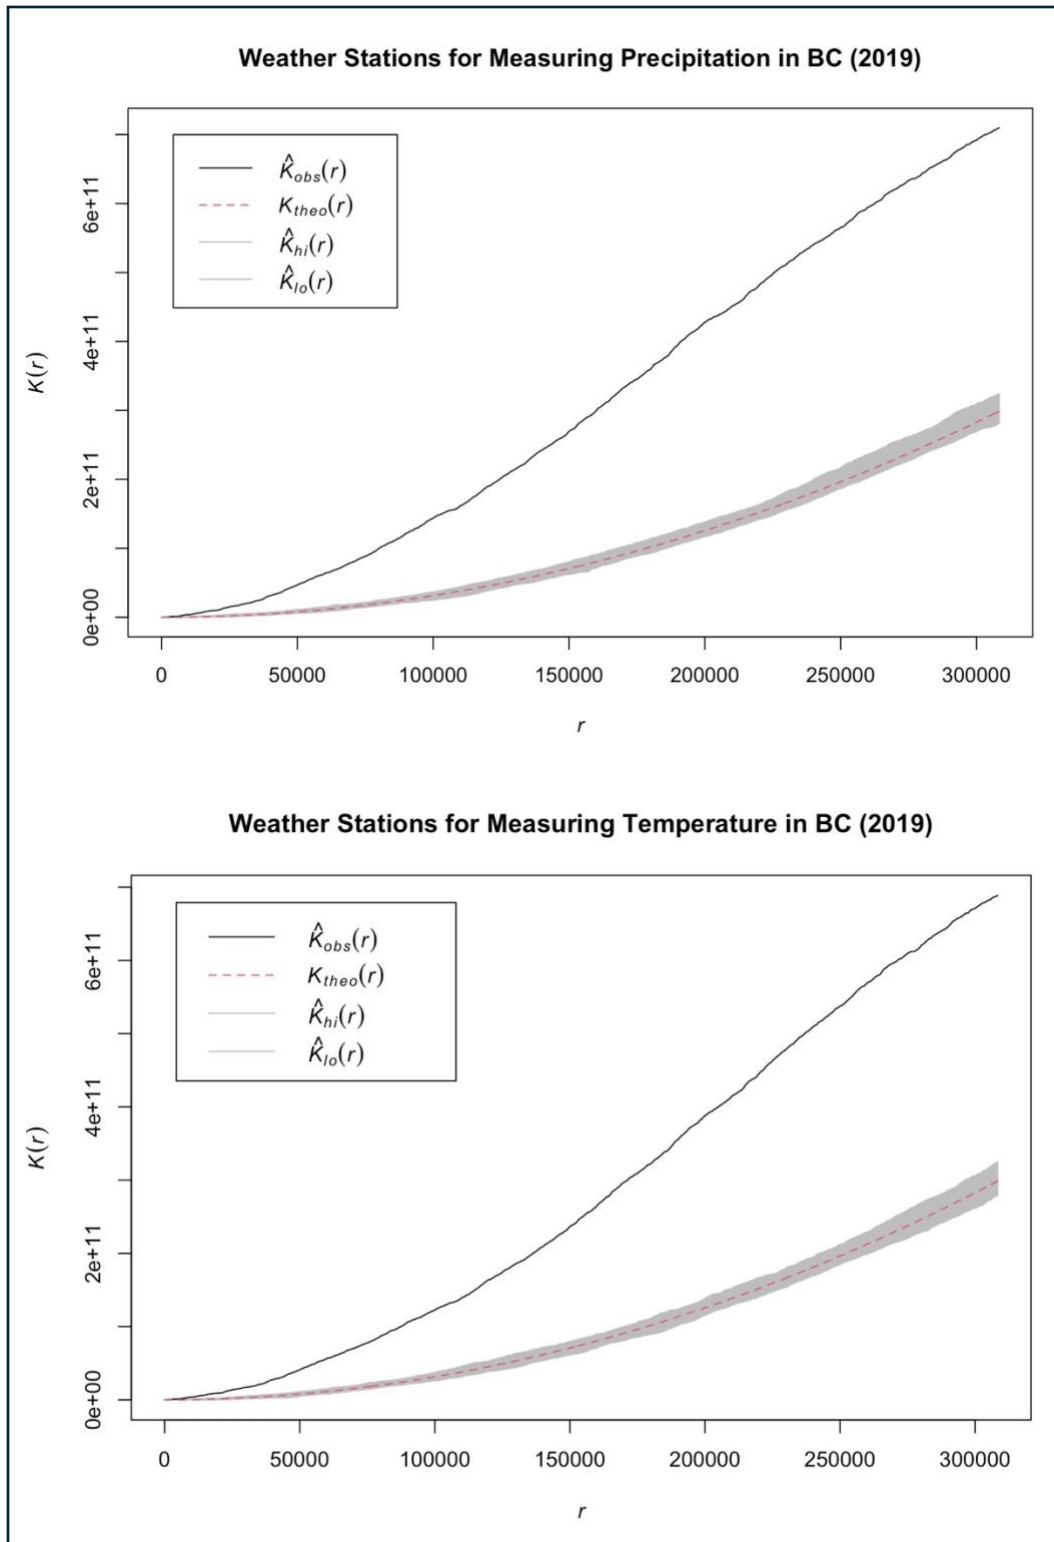 Weather Stations for Measuring Precipitation in BC (2019)
K̂obs(r)
Ktheo(r)
K̂hi(r)
K̂lo(r)
K(r)
6e+11
4e+11
2e+11
0e+00
0 50000 100000 150000 200000 250000 300000
r
Weather Stations for Measuring Temperature in BC (2019)
K̂obs(r)
Ktheo(r)
K̂hi(r)
K̂lo(r)
K(r)
6e+11
4e+11
2e+11
0e+00
0 50000 100000 150000 200000 250000 300000
r